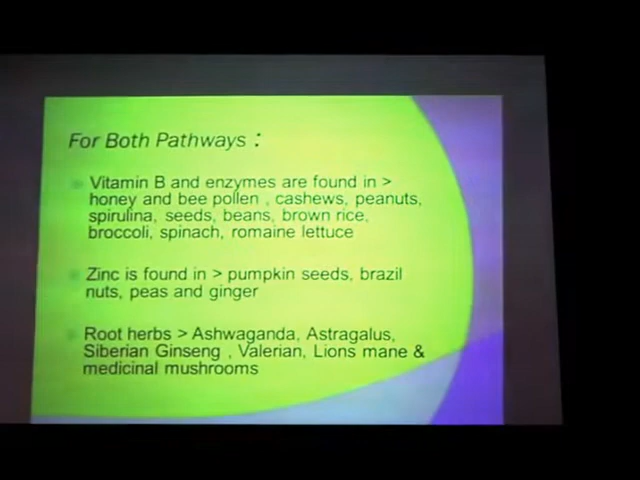 For Both Pathways :
Vitamin B and enzymes are found in >
honey and bee pollen , cashews, peanuts,
spirulina, seeds, beans, brown rice,
broccoli, spinach, romaine lettuce
Zinc is found in > pumpkin seeds, brazil
nuts, peas and ginger
Root herbs > Ashwaganda, Astragalus,
Siberian Ginseng , Valerian, Lions mane &
medicinal mushrooms